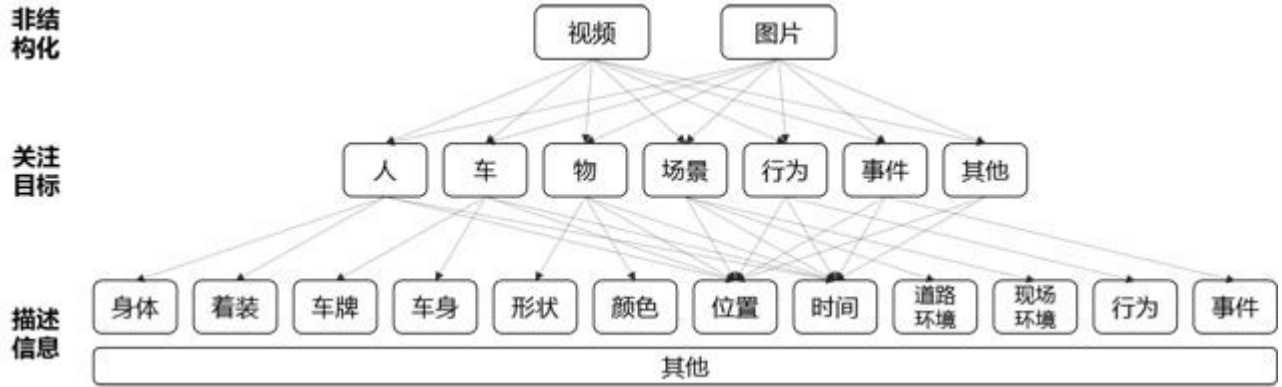 非结
构化
视频
图片
关注
目标
人
车
物
场景
行为
事件
其他
描述
信息
身体
着装
车牌
车身
形状
颜色
位置
时间
道路
环境
现场
环境
行为
事件
其他